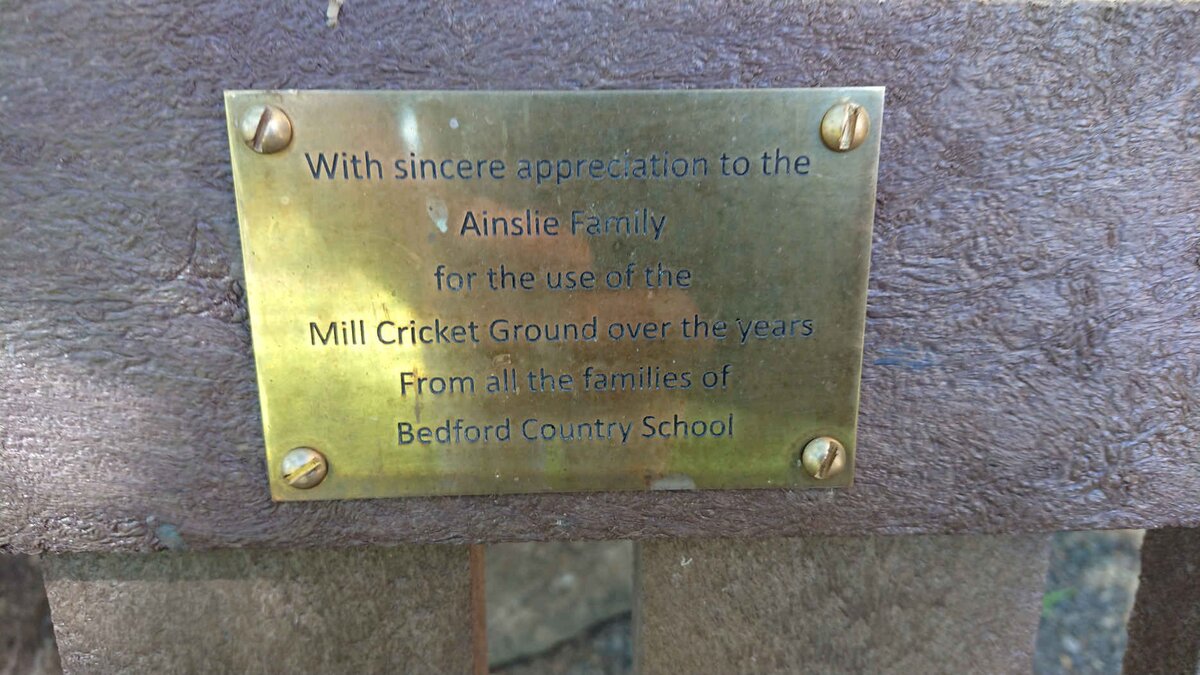 With sincere appreciation to the
Ainslie Family
for the use of the
Mill Cricket Ground over the years
From all the families of
Bedford Country School